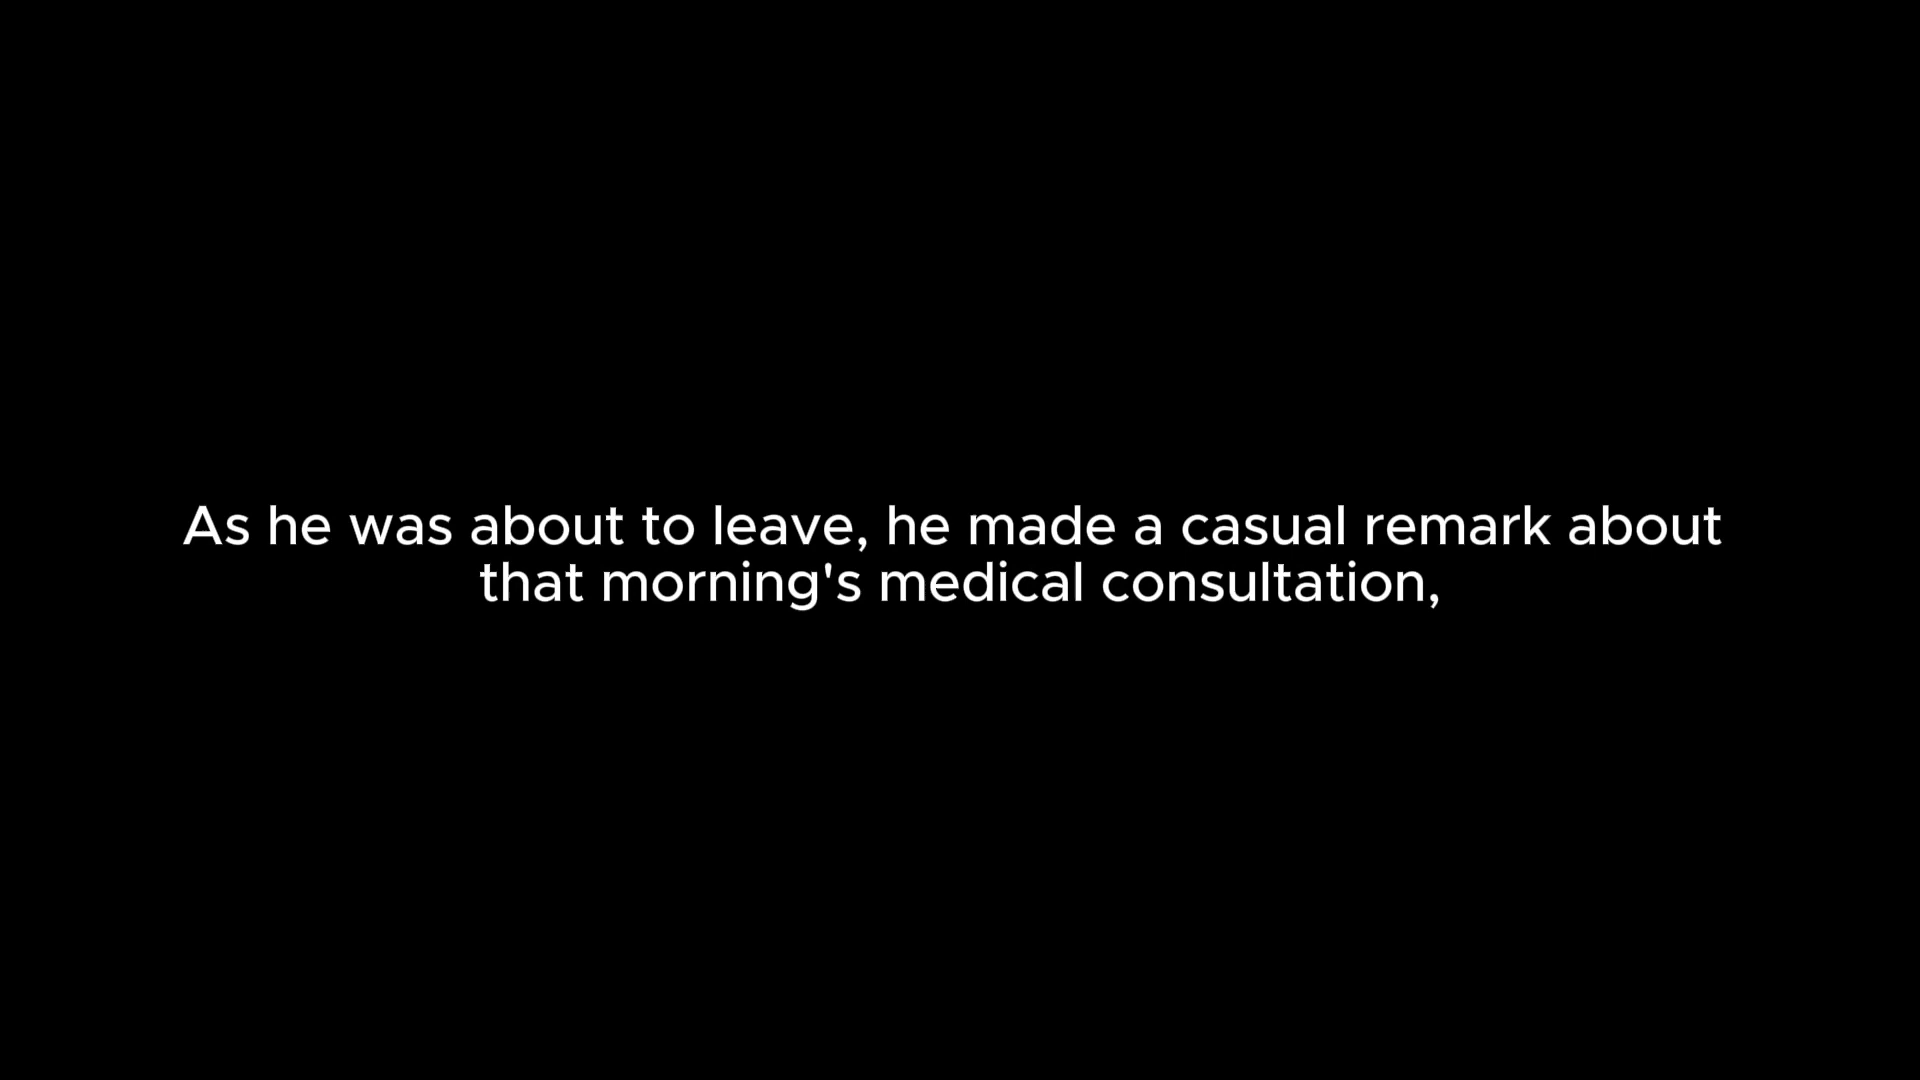 As he was about to leave, he made a casual remark about
that morning's medical consultation,